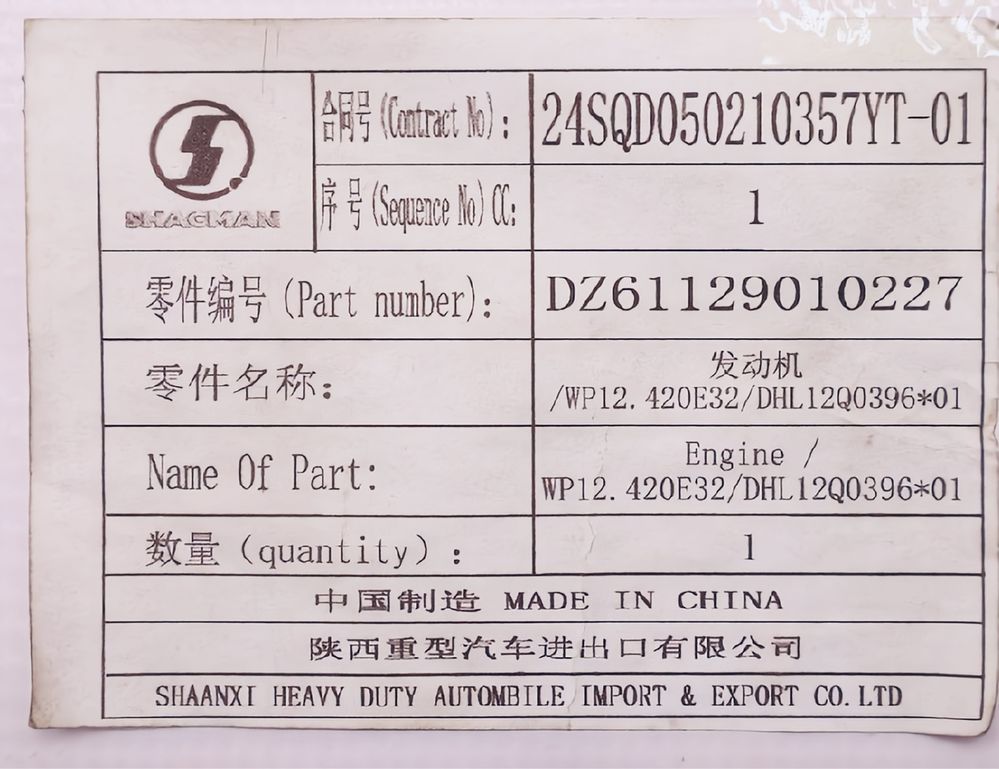 SHACMAN
合同号(Contract No): 24SQD050210357YT-01
序号(Sequence No)CC: 1
零件编号(Part number): DZ61129010227
零件名称:
发动机
/WP12.420E32/DHL12Q0396*01
Name Of Part:
Engine /
WP12.420E32/DHL12Q0396*01
数量(quantity): 1
中国制造 MADE IN CHINA
陕西重型汽车进出口有限公司
SHAANXI HEAVY DUTY AUTOMBILE IMPORT & EXPORT CO.LTD